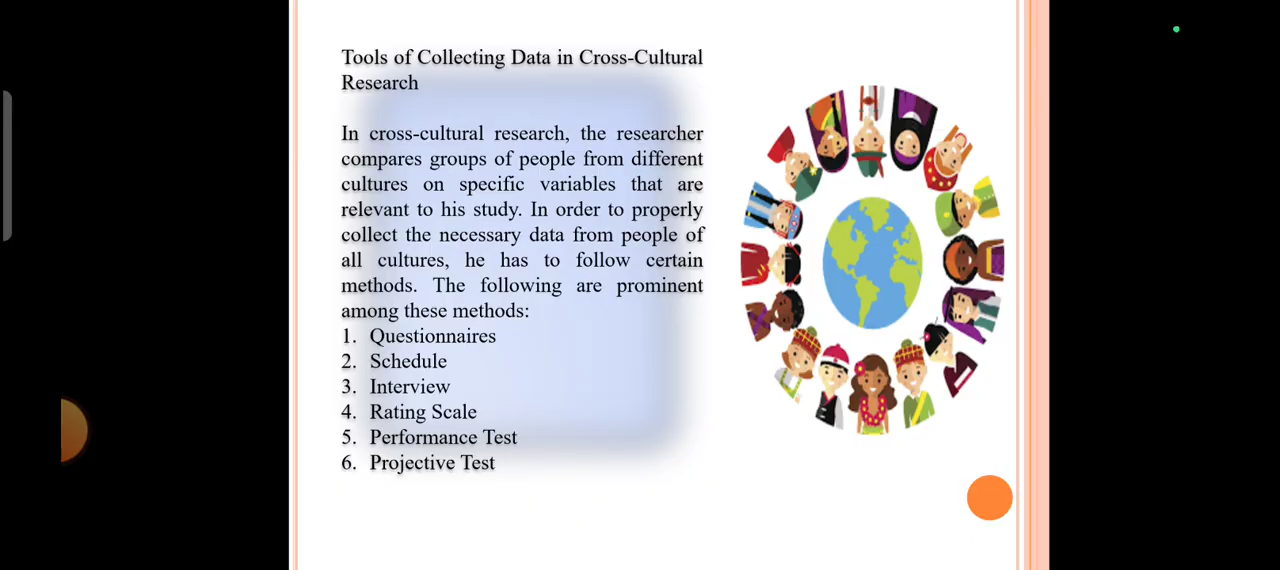 Tools of Collecting Data in Cross-Cultural
Research
In cross-cultural research, the researcher
compares groups of people from different
cultures on specific variables that are
relevant to his study. In order to properly
collect the necessary data from people of
all cultures, he has to follow certain
methods. The following are prominent
among these methods:
1. Questionnaires
2. Schedule
3. Interview
4. Rating Scale
5. Performance Test
6. Projective Test